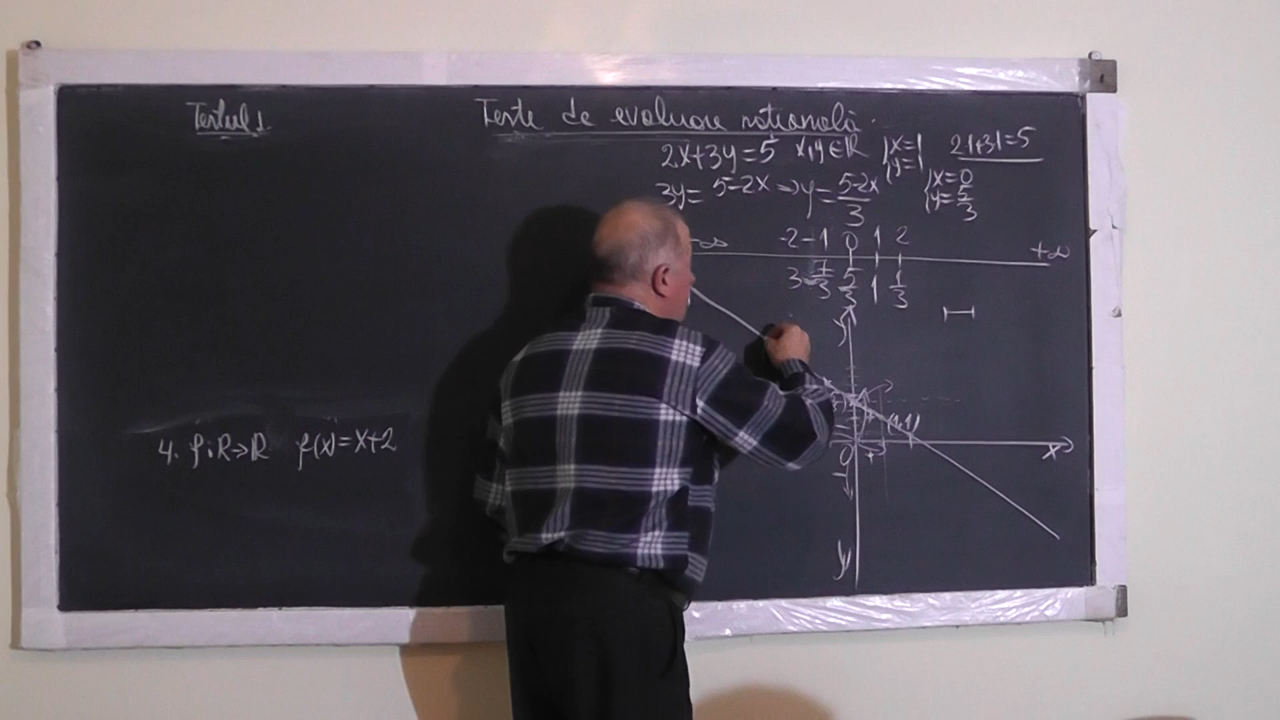 Testul 1.
Teste de evaluare națională.
2x+3y=5 x,y∈R {x=1 y=1 2·1+3·1=5
3y= 5-2x ⇒ y= 5-2x/3 {x=0 y=5/3
-∞ -2 -1 0 1 2 +∞
3 7/3 5/3 1 1/3
y
(1,1)
0 x
y'
4. f:R→R f(x)=x+2